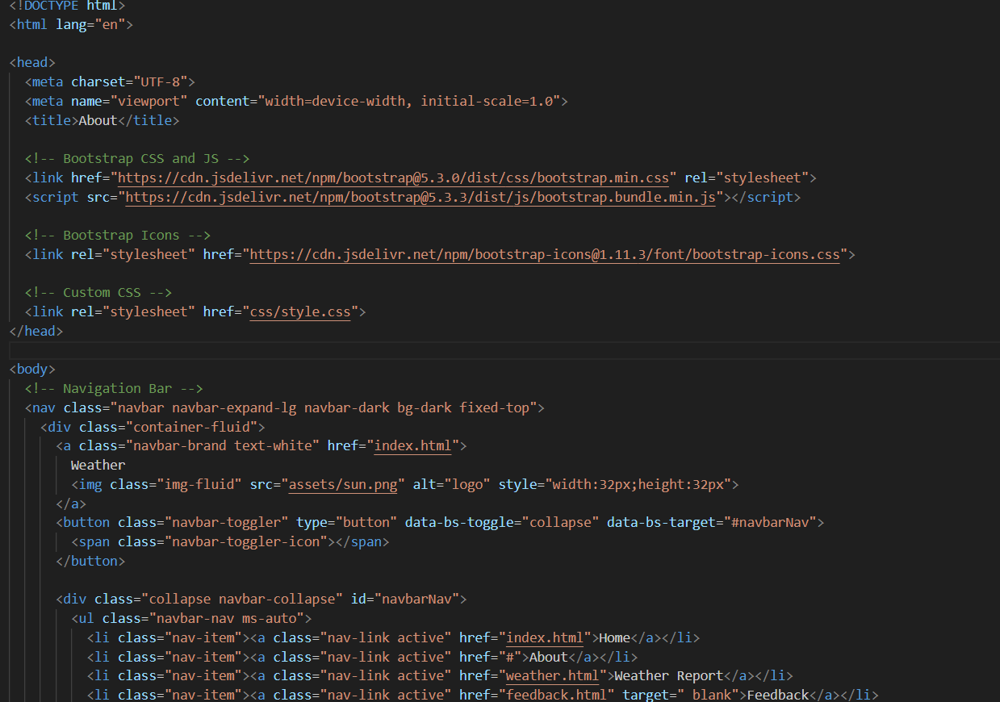 <!DOCTYPE html>
<html lang="en">
<head>
<meta charset="UTF-8">
<meta name="viewport" content="width=device-width, initial-scale=1.0">
<title>About</title>
<!-- Bootstrap CSS and JS -->
<link href="https://cdn.jsdelivr.net/npm/bootstrap@5.3.0/dist/css/bootstrap.min.css" rel="stylesheet">
<script src="https://cdn.jsdelivr.net/npm/bootstrap@5.3.3/dist/js/bootstrap.bundle.min.js"></script>
<!-- Bootstrap Icons -->
<link rel="stylesheet" href="https://cdn.jsdelivr.net/npm/bootstrap-icons@1.11.3/font/bootstrap-icons.css">
<!-- Custom CSS -->
<link rel="stylesheet" href="css/style.css">
</head>
<body>
<!-- Navigation Bar -->
<nav class="navbar navbar-expand-lg navbar-dark bg-dark fixed-top">
<div class="container-fluid">
<a class="navbar-brand text-white" href="index.html">
Weather
<img class="img-fluid" src="assets/sun.png" alt="logo" style="width:32px;height:32px">
</a>
<button class="navbar-toggler" type="button" data-bs-toggle="collapse" data-bs-target="#navbarNav">
<span class="navbar-toggler-icon"></span>
</button>
<div class="collapse navbar-collapse" id="navbarNav">
<ul class="navbar-nav ms-auto">
<li class="nav-item"><a class="nav-link active" href="index.html">Home</a></li>
<li class="nav-item"><a class="nav-link active" href="#">About</a></li>
<li class="nav-item"><a class="nav-link active" href="weather.html">Weather Report</a></li>
<li class="nav-item"><a class="nav-link active" href="feedback.html" target="_blank">Feedback</a></li>